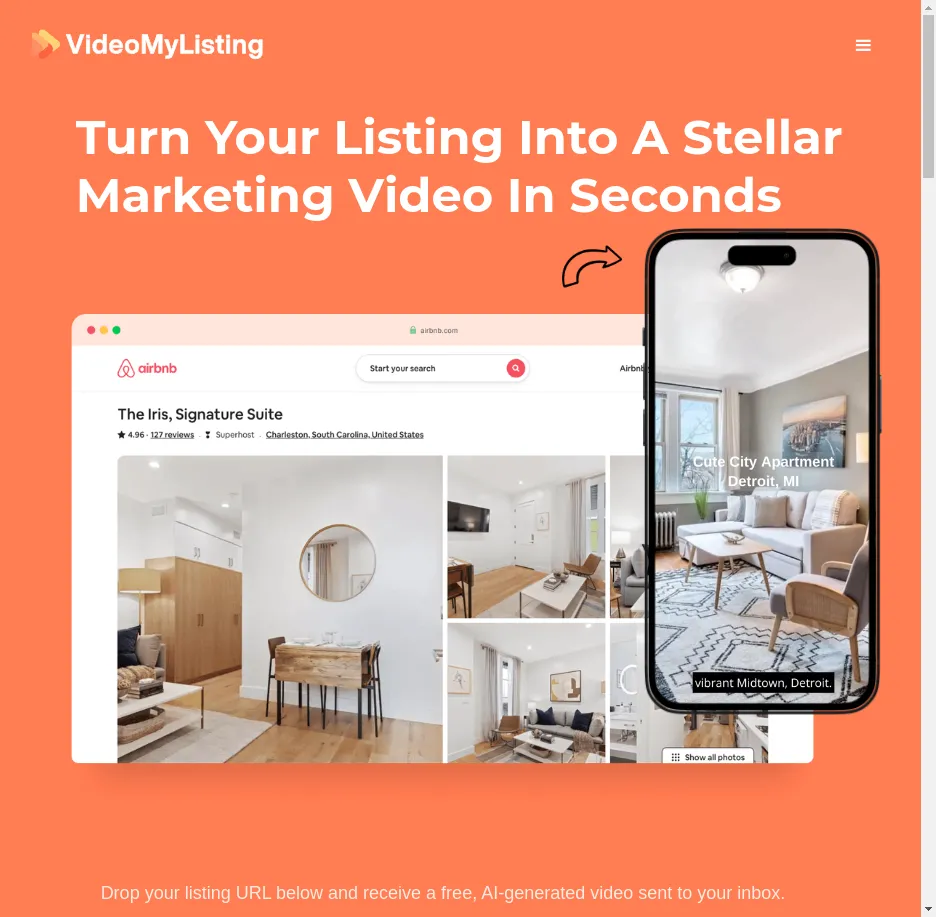 VideoMyListing
Turn Your Listing Into A Stellar
Marketing Video In Seconds
airbnb.com
airbnb
Start your search
Airbnb
The Iris, Signature Suite
4.96 · 127 reviews · Superhost · Charleston, South Carolina, United States
Cute City Apartment
Detroit, MI
vibrant Midtown, Detroit.
Show all photos
Drop your listing URL below and receive a free, AI-generated video sent to your inbox.